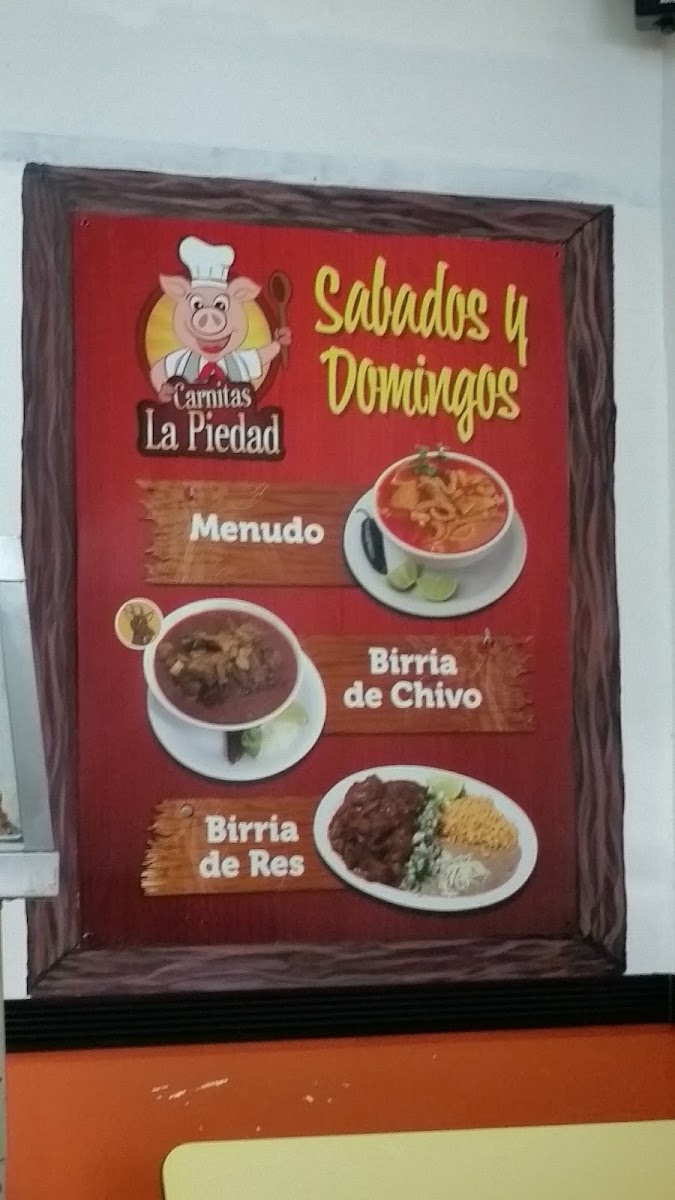 Sabados y
Domingos
Carnitas
La Piedad
Menudo
Birria
de Chivo
Birria
de Res